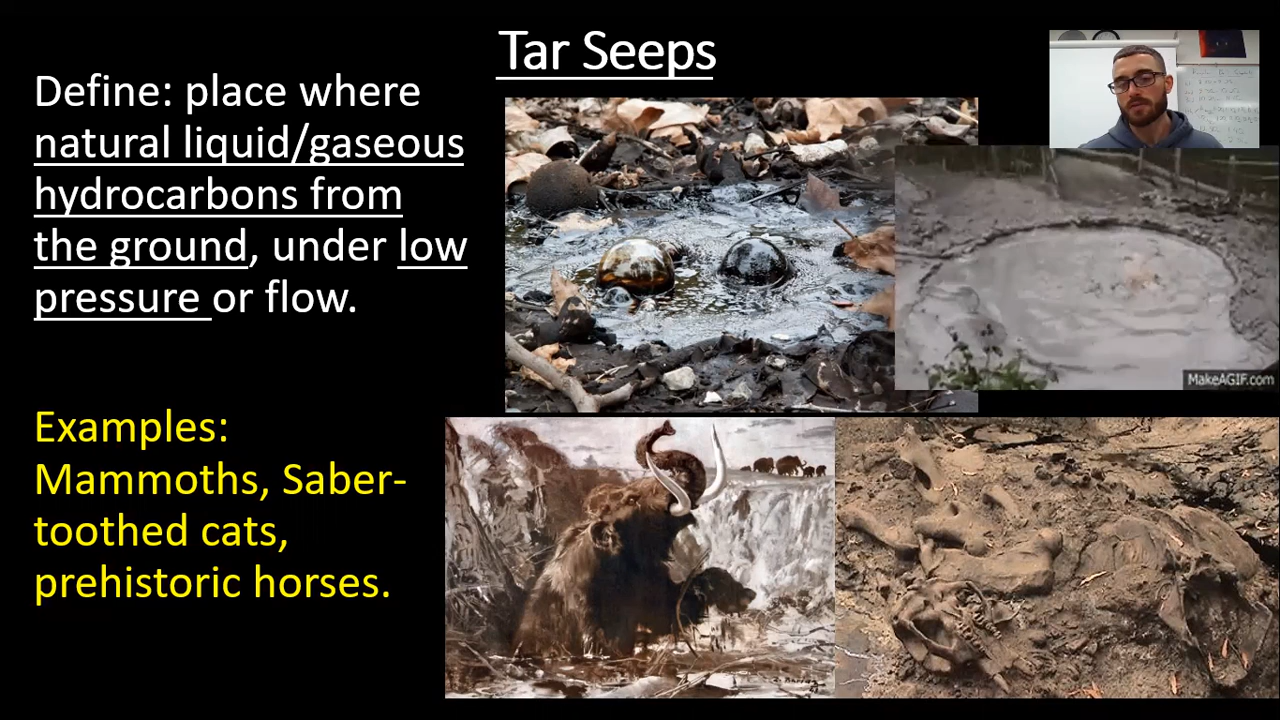 Tar Seeps
Define: place where
natural liquid/gaseous
hydrocarbons from
the ground, under low
pressure or flow.
Examples:
Mammoths, Saber-
toothed cats,
prehistoric horses.
MakeAGIF.com